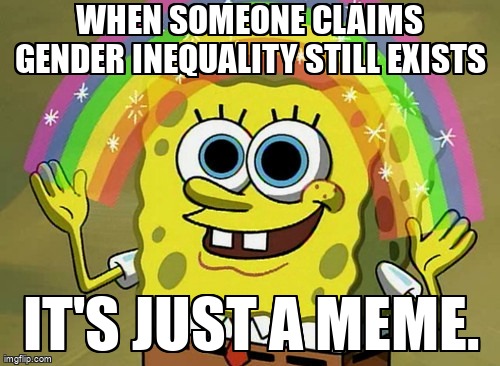 WHEN SOMEONE CLAIMS
GENDER INEQUALITY STILL EXISTS
IT'S JUST A MEME.
imgflip.com